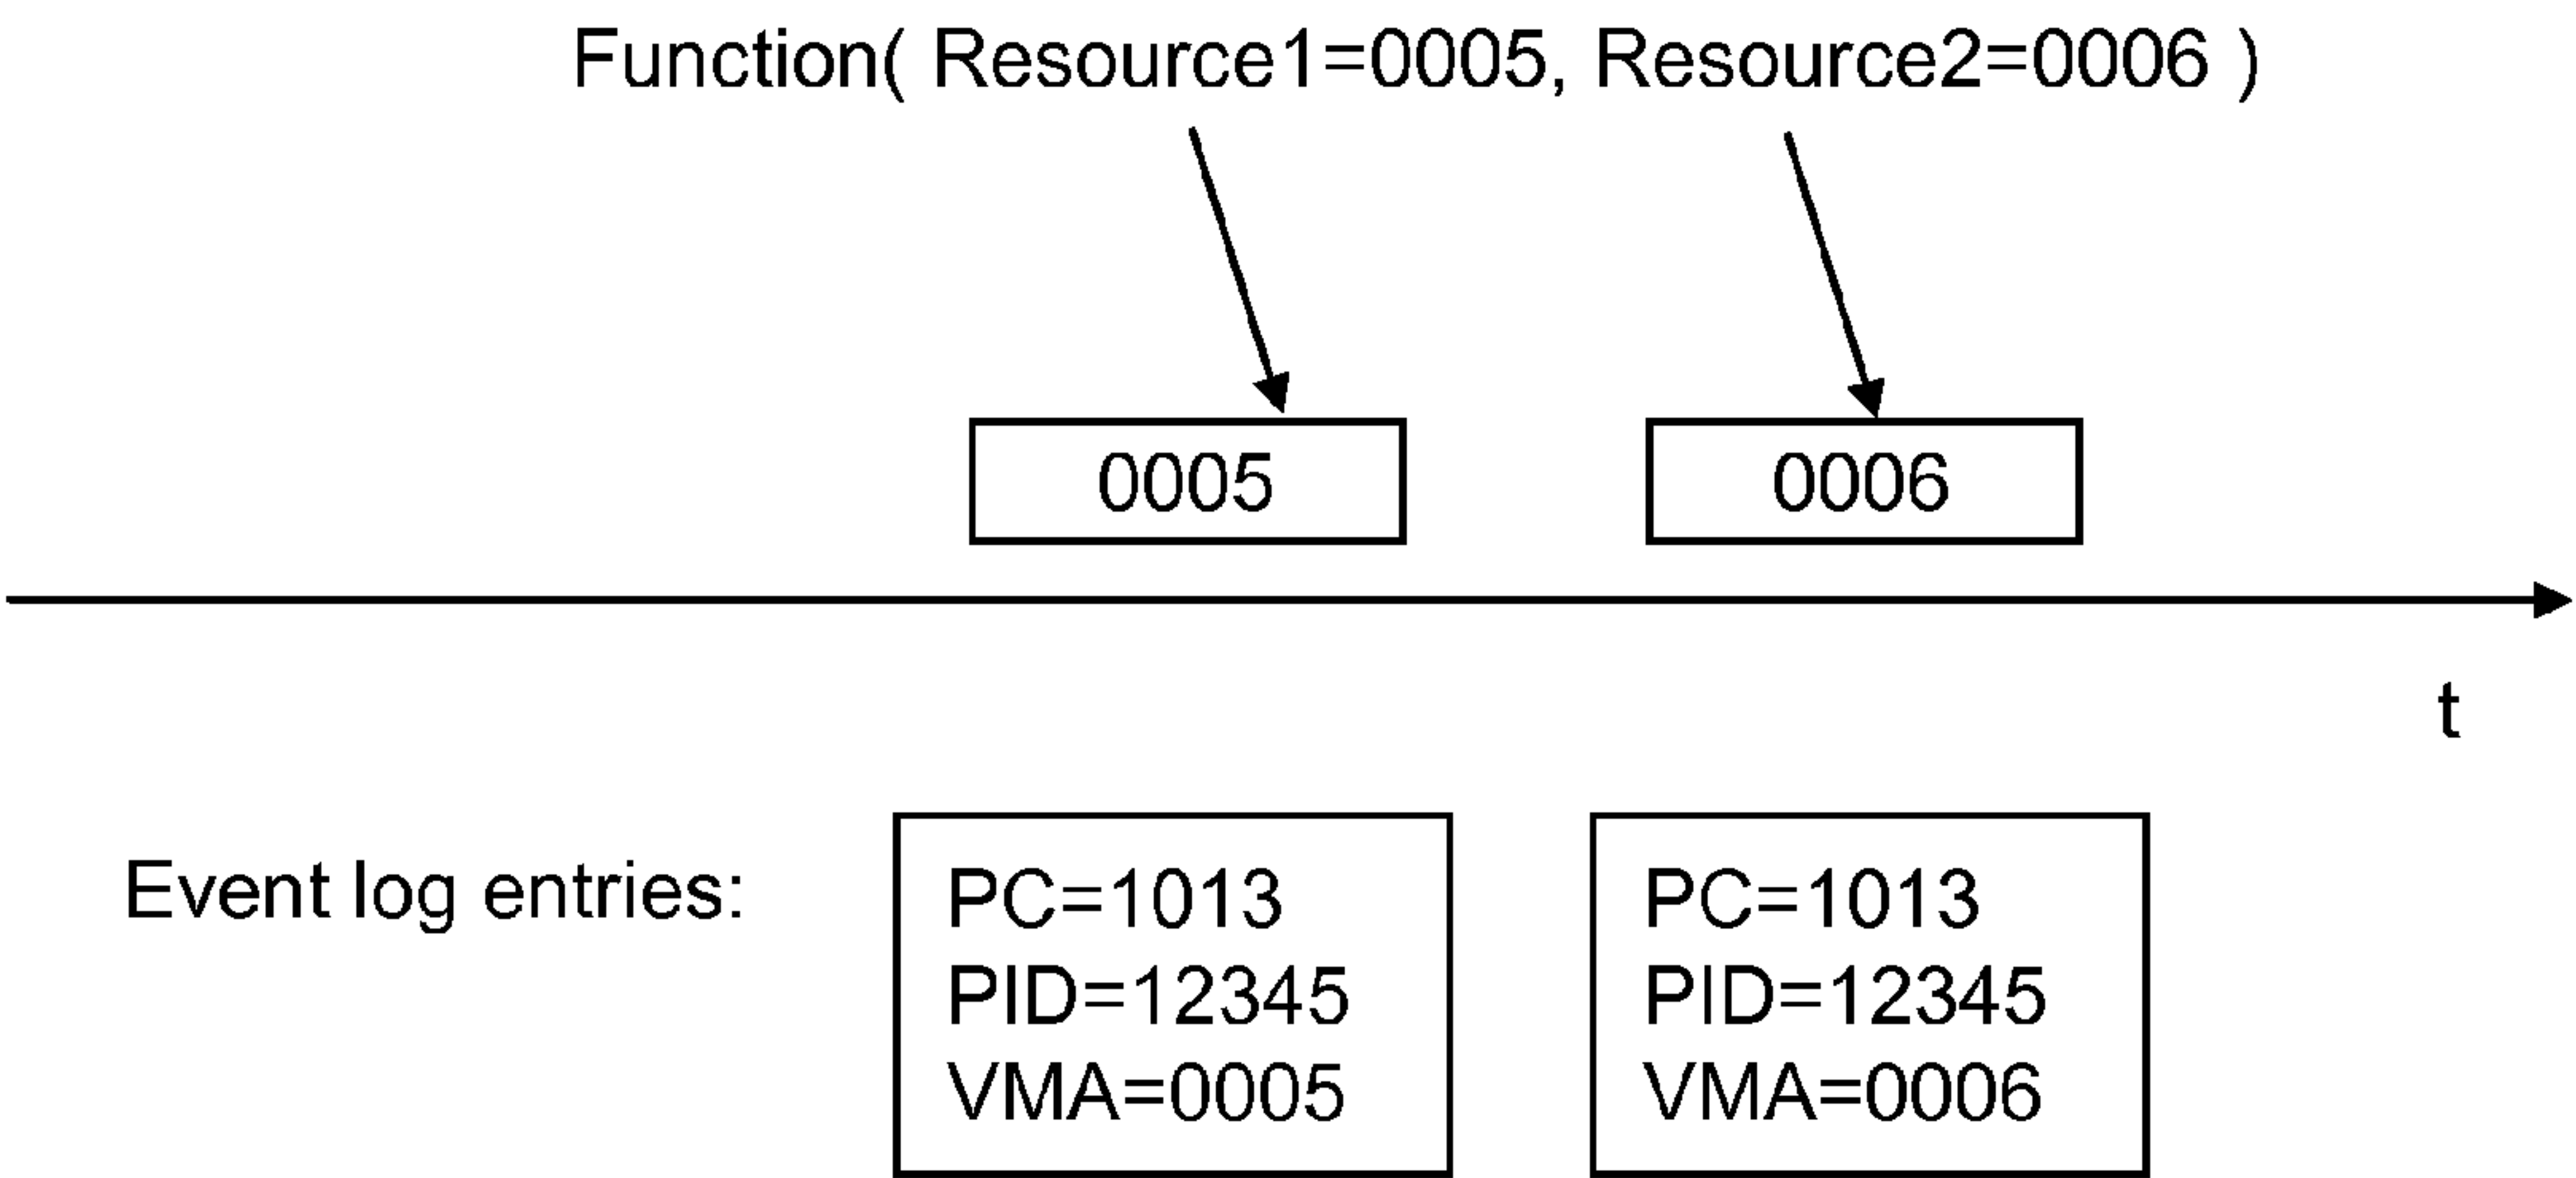 Function( Resource1=0005, Resource2=0006 )
0005
0006
t
Event log entries:
PC=1013
PID=12345
VMA=0005
PC=1013
PID=12345
VMA=0006